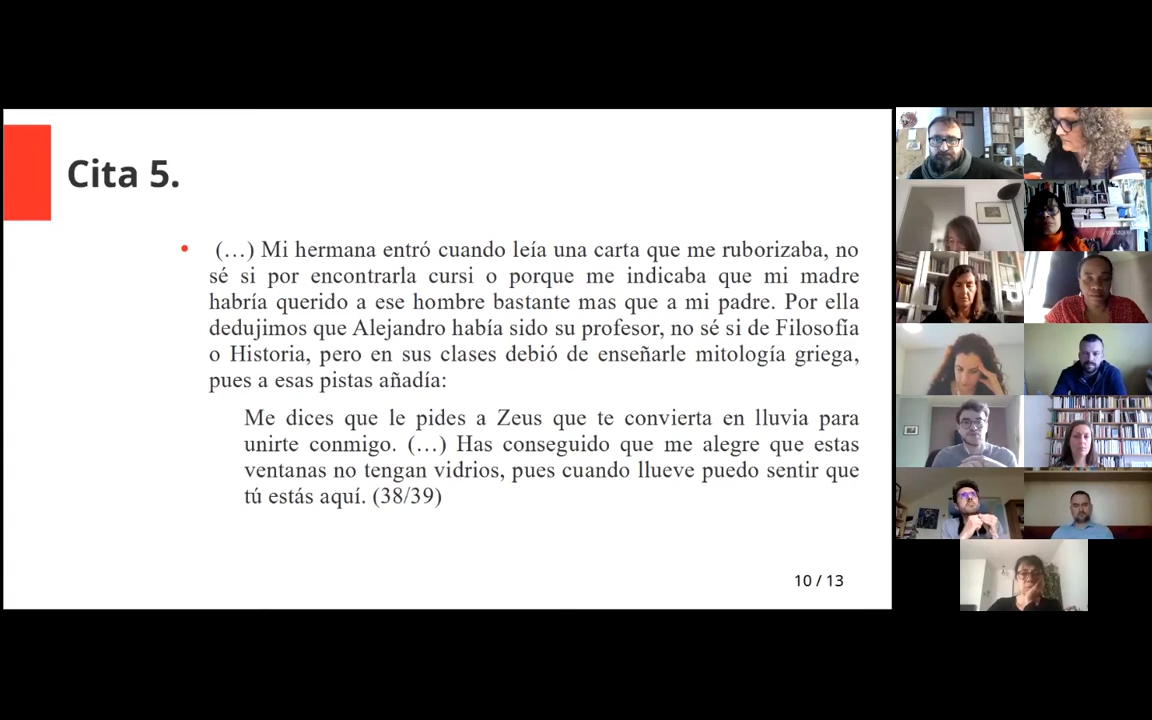 Cita 5.
• (…) Mi hermana entró cuando leía una carta que me ruborizaba, no
sé si por encontrarla cursi o porque me indicaba que mi madre
habría querido a ese hombre bastante mas que a mi padre. Por ella
dedujimos que Alejandro había sido su profesor, no sé si de Filosofía
o Historia, pero en sus clases debió de enseñarle mitología griega,
pues a esas pistas añadía:
Me dices que le pides a Zeus que te convierta en lluvia para
unirte conmigo. (…) Has conseguido que me alegre que estas
ventanas no tengan vidrios, pues cuando llueve puedo sentir que
tú estás aquí. (38/39)
10 / 13